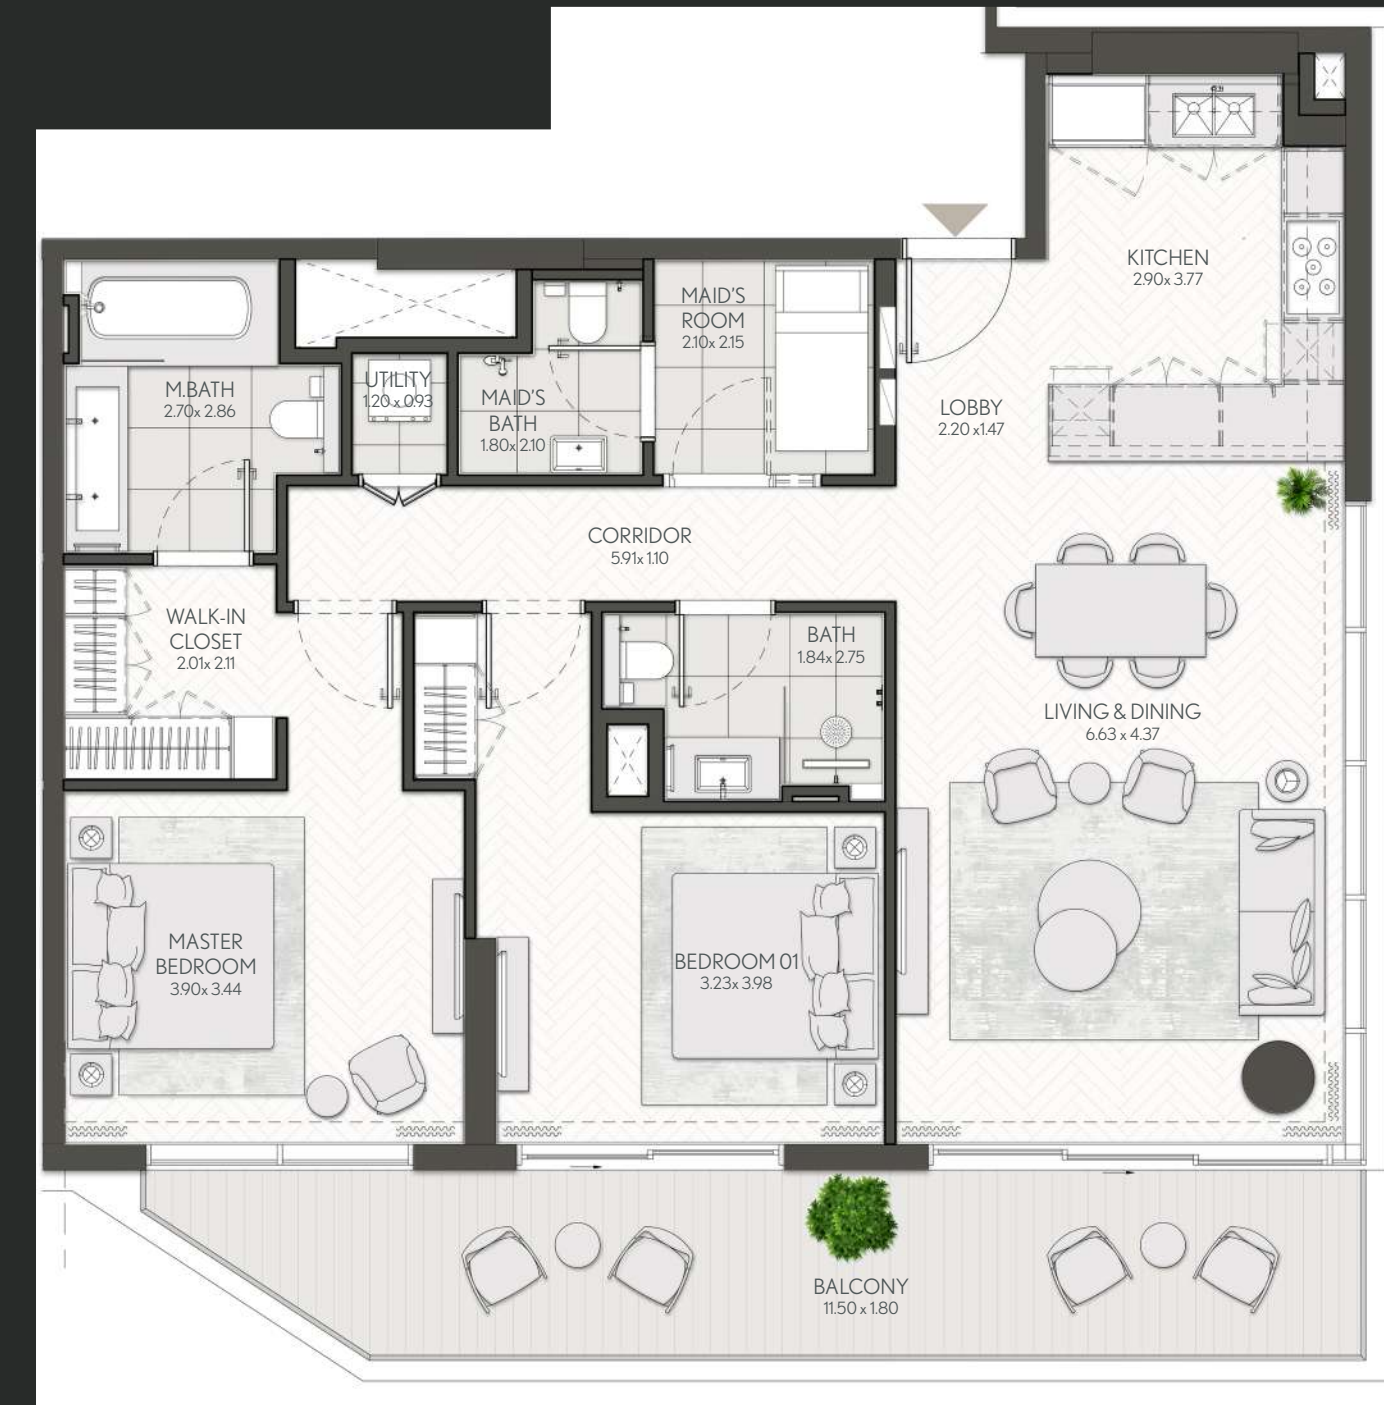 KITCHEN
2.90x 3.77
MAID'S
ROOM
2.10x 2.15
M.BATH
2.70x 2.86
UTILITY
1.20 x 0.93
MAID'S
BATH
1.80x 2.10
LOBBY
2.20 x1.47
CORRIDOR
5.91x 1.10
WALK-IN
CLOSET
2.01x 2.11
BATH
1.84x 2.75
LIVING & DINING
6.63 x 4.37
MASTER
BEDROOM
3.90x 3.44
BEDROOM 01
3.23x 3.98
BALCONY
11.50 x 1.80